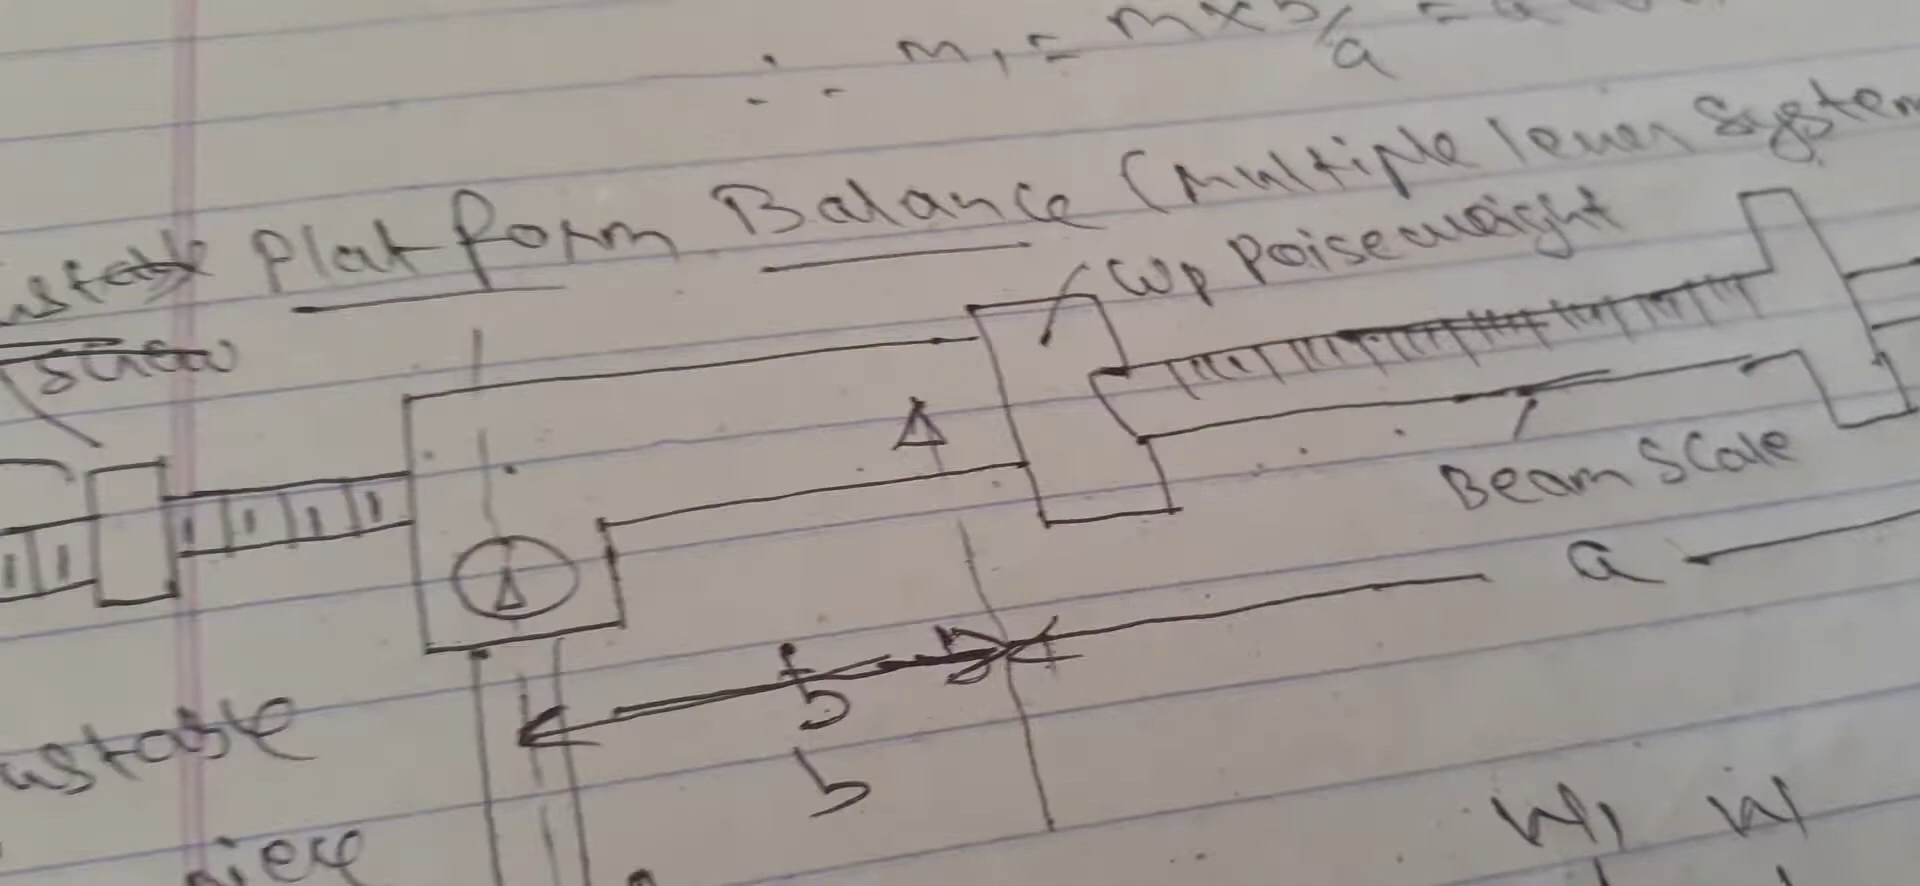 ∴ m1 = m×b/a =
Platform Balance (Multiple lever System
screw
Wp Poise weight
Beam Scale
a
b
b
W1 W